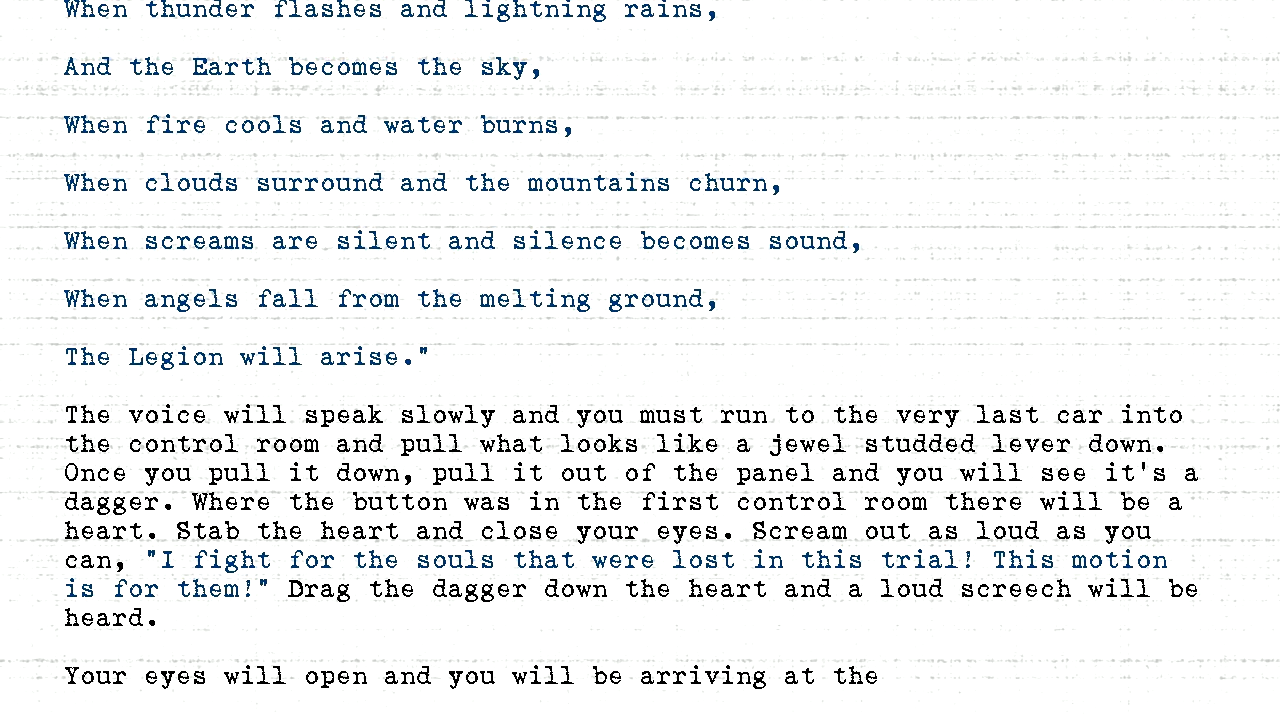 When thunder flashes and lightning rains,
And the Earth becomes the sky,
When fire cools and water burns,
When clouds surround and the mountains churn,
When screams are silent and silence becomes sound,
When angels fall from the melting ground,
The Legion will arise."
The voice will speak slowly and you must run to the very last car into
the control room and pull what looks like a jewel studded lever down.
Once you pull it down, pull it out of the panel and you will see it's a
dagger. Where the button was in the first control room there will be a
heart. Stab the heart and close your eyes. Scream out as loud as you
can, "I fight for the souls that were lost in this trial! This motion
is for them!" Drag the dagger down the heart and a loud screech will be
heard.
Your eyes will open and you will be arriving at the